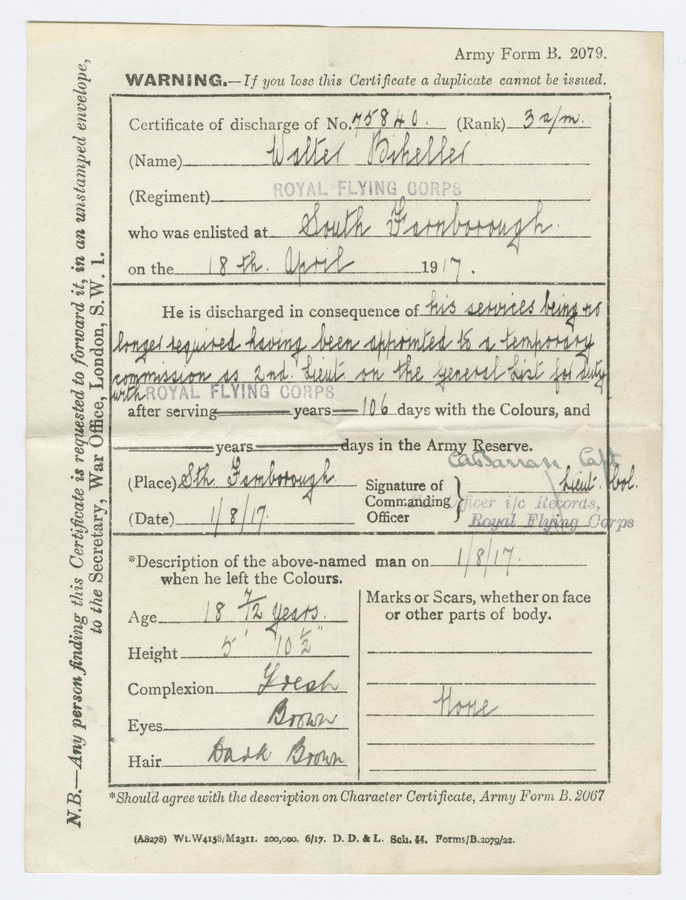 Army Form B. 2079.
WARNING.—If you lose this Certificate a duplicate cannot be issued.
Certificate of discharge of No. 75840. (Rank) 3 a/m.
(Name) Walter Biheller
(Regiment) ROYAL FLYING CORPS
who was enlisted at South Farnborough.
on the 18th. April 1917.
He is discharged in consequence of his services being no
longer required having been appointed to a temporary
commission as 2nd Lieut on the General List for duty
with ROYAL FLYING CORPS
after serving years 106 days with the Colours, and
years days in the Army Reserve.
(Place) Sth. Farnborough.
(Date) 1/8/17.
Signature of Commanding Officer
Capt
Lieut. Col.
ficer i/c Records,
Royal Flying Corps
*Description of the above-named man on 1/8/17.
when he left the Colours.
Age 18 7/12 years.
Height 5' 10 1/2"
Complexion Fresh
Eyes Brown
Hair Dark Brown
Marks or Scars, whether on face
or other parts of body.
None
*Should agree with the description on Character Certificate, Army Form B. 2067
(A8278) Wt.W4158/M2311. 200,000. 6/17. D. D. & L. Sch. 44. Forms/B.2079/22.
N.B.—Any person finding this Certificate is requested to forward it, in an unstamped envelope,
to the Secretary, War Office, London, S.W. 1.